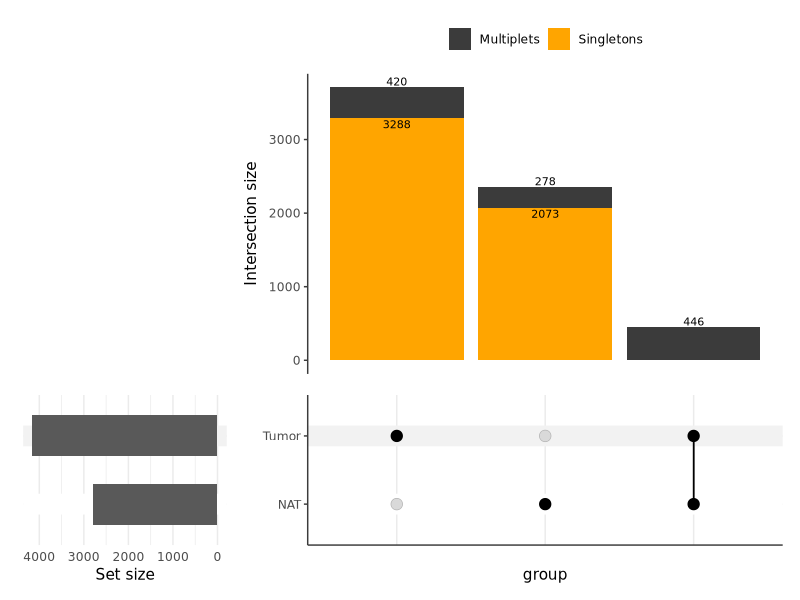 Multiplets Singletons
420
3288
278
2073
446
3000
2000
1000
0
Intersection size
Tumor
NAT
4000 3000 2000 1000 0
Set size
group